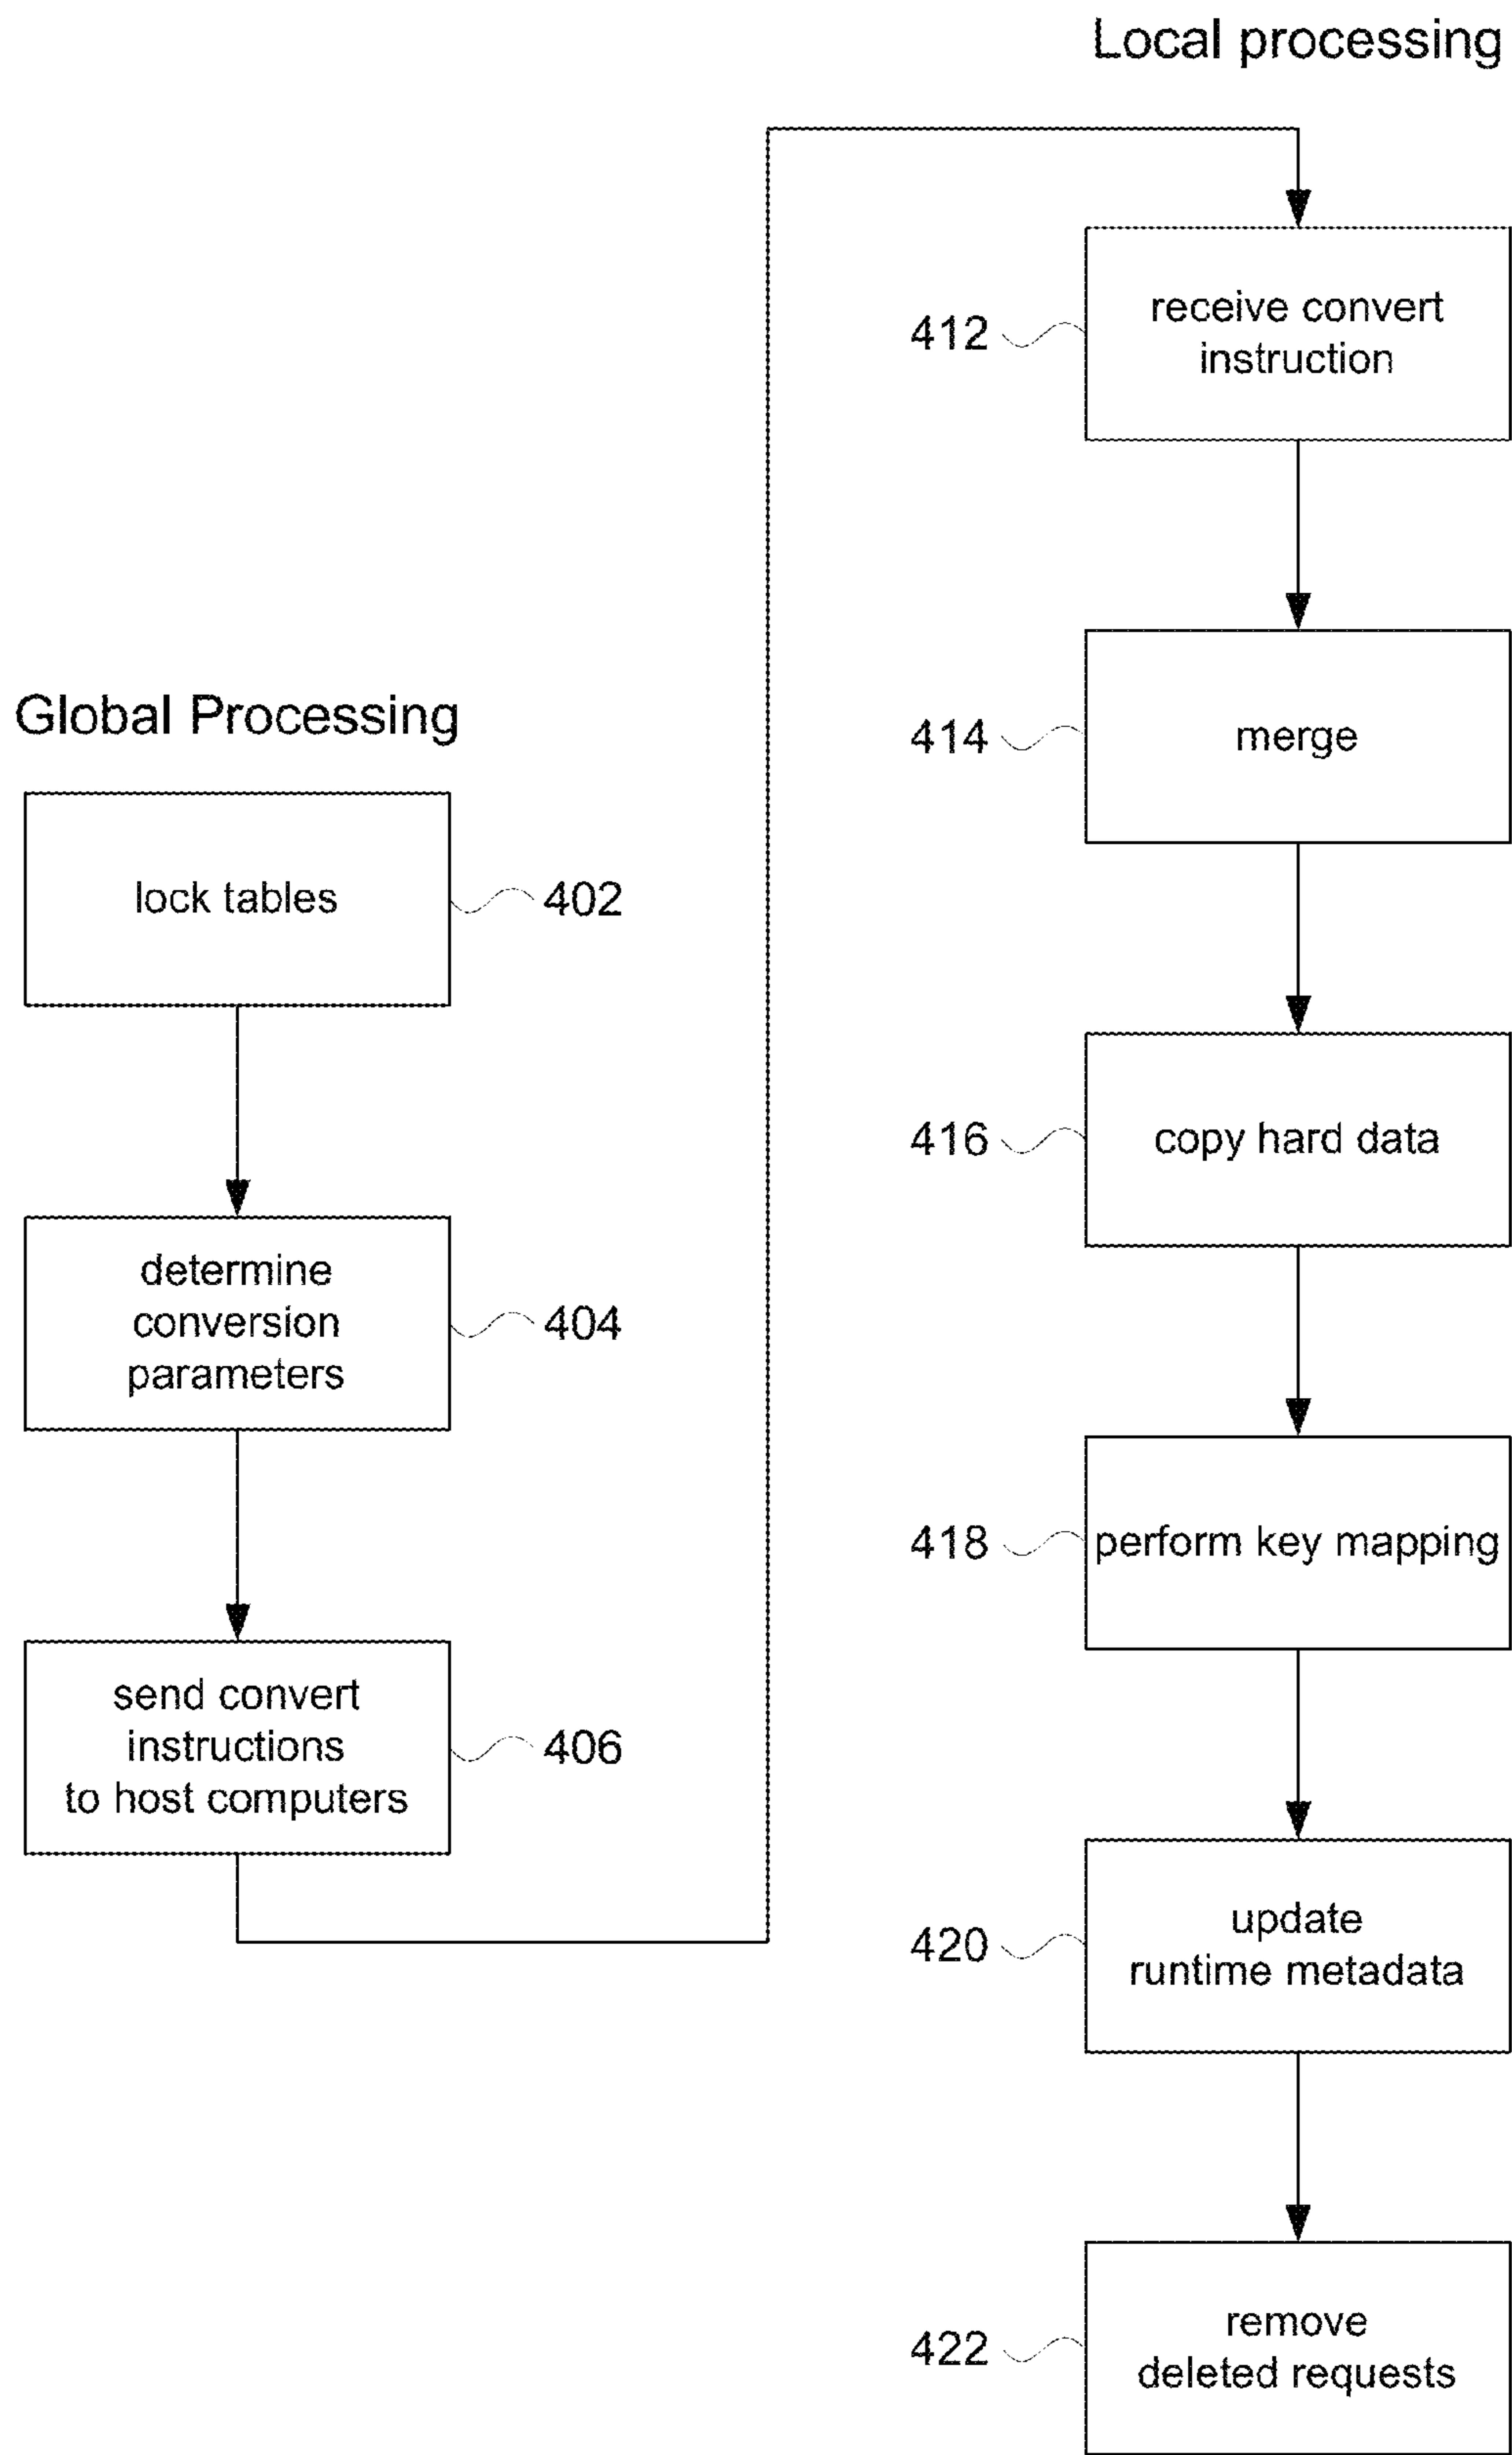 Global Processing
lock tables
402
determine
conversion
parameters
404
send convert
instructions
to host computers
406
Local processing
receive convert
instruction
412
merge
414
copy hard data
416
perform key mapping
418
update
runtime metadata
420
remove
deleted requests
422